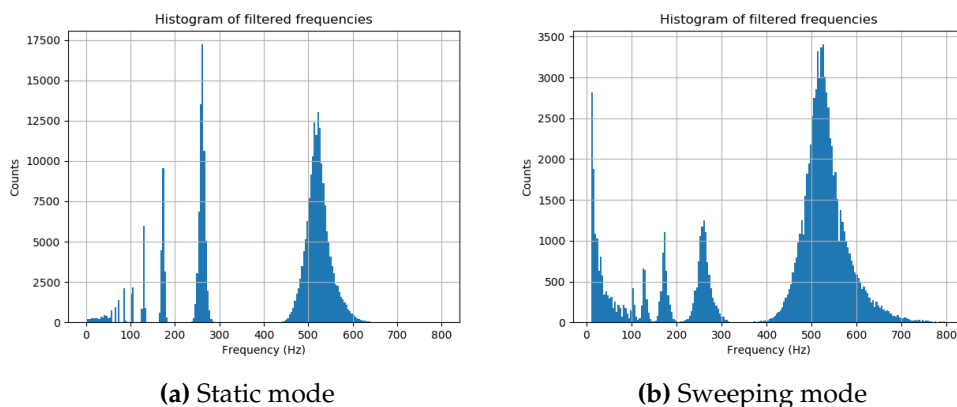 Histogram of filtered frequencies
17500
15000
12500
10000
7500
5000
2500
0
Counts
0 100 200 300 400 500 600 700 800
Frequency (Hz)
(a) Static mode
Histogram of filtered frequencies
3500
3000
2500
2000
1500
1000
500
0
Counts
0 100 200 300 400 500 600 700 800
Frequency (Hz)
(b) Sweeping mode